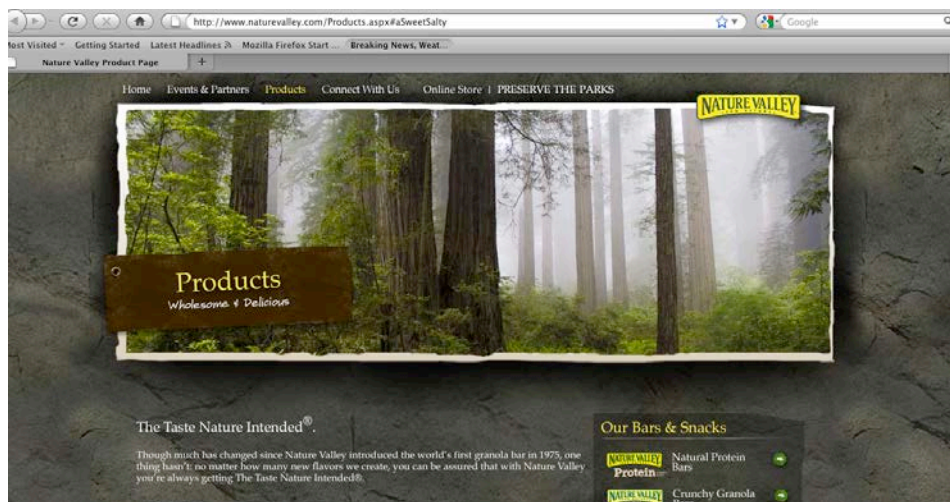 http://www.naturevalley.com/Products.aspx#aSweetSalty
Google
Most Visited Getting Started Latest Headlines Mozilla Firefox Start ... Breaking News, Weat...
Nature Valley Product Page +
Home Events & Partners Products Connect With Us Online Store | PRESERVE THE PARKS
NATURE VALLEY
Products
Wholesome & Delicious
The Taste Nature Intended®.
Though much has changed since Nature Valley introduced the world's first granola bar in 1975, one
thing hasn't: no matter how many new flavors we create, you can be assured that with Nature Valley
you're always getting The Taste Nature Intended®.
Our Bars & Snacks
NATURE VALLEY
Protein
Natural Protein
Bars
NATURE VALLEY
Crunchy Granola